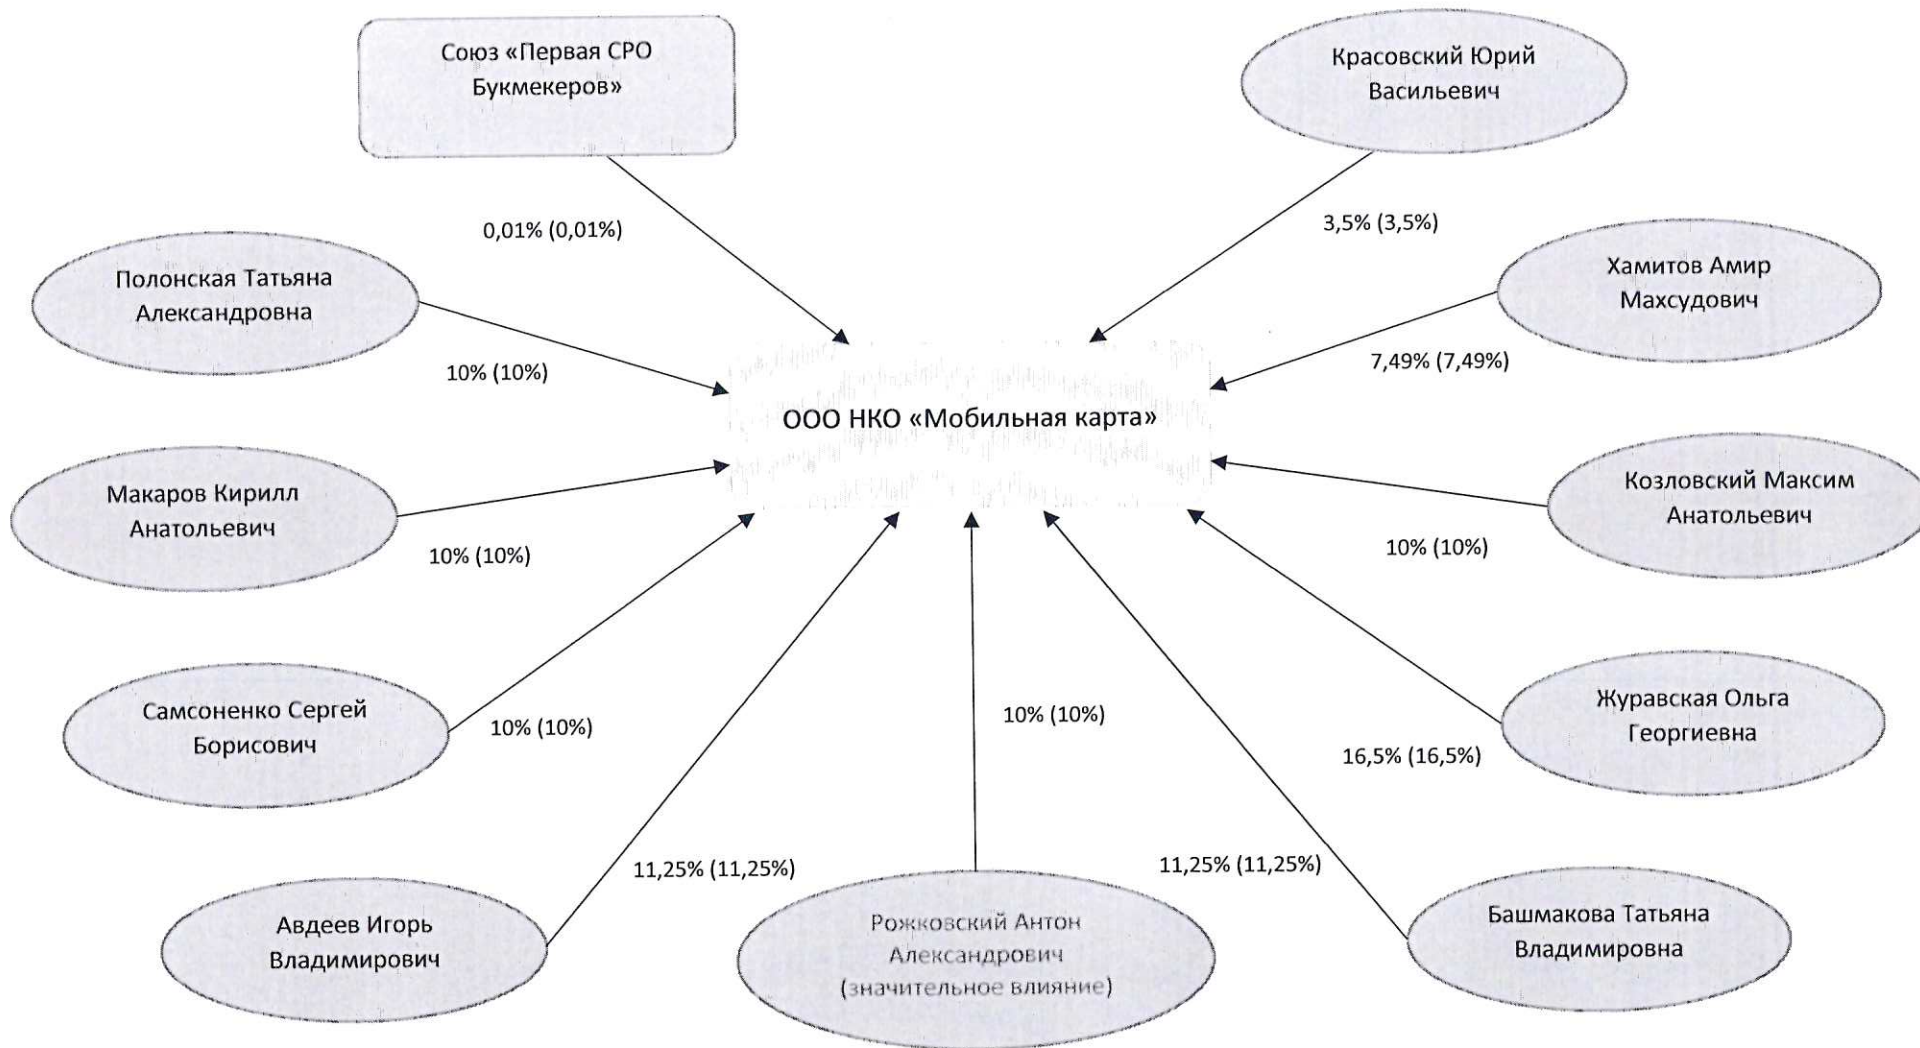 Союз «Первая СРО
Букмекеров»
Красовский Юрий
Васильевич
0,01% (0,01%)
3,5% (3,5%)
Полонская Татьяна
Александровна
Хамитов Амир
Махсудович
10% (10%)
7,49% (7,49%)
ООО НКО «Мобильная карта»
Макаров Кирилл
Анатольевич
Козловский Максим
Анатольевич
10% (10%)
10% (10%)
Самсоненко Сергей
Борисович
10% (10%)
10% (10%)
Журавская Ольга
Георгиевна
16,5% (16,5%)
11,25% (11,25%)
11,25% (11,25%)
Авдеев Игорь
Владимирович
Рожковский Антон
Александрович
(значительное влияние)
Башмакова Татьяна
Владимировна